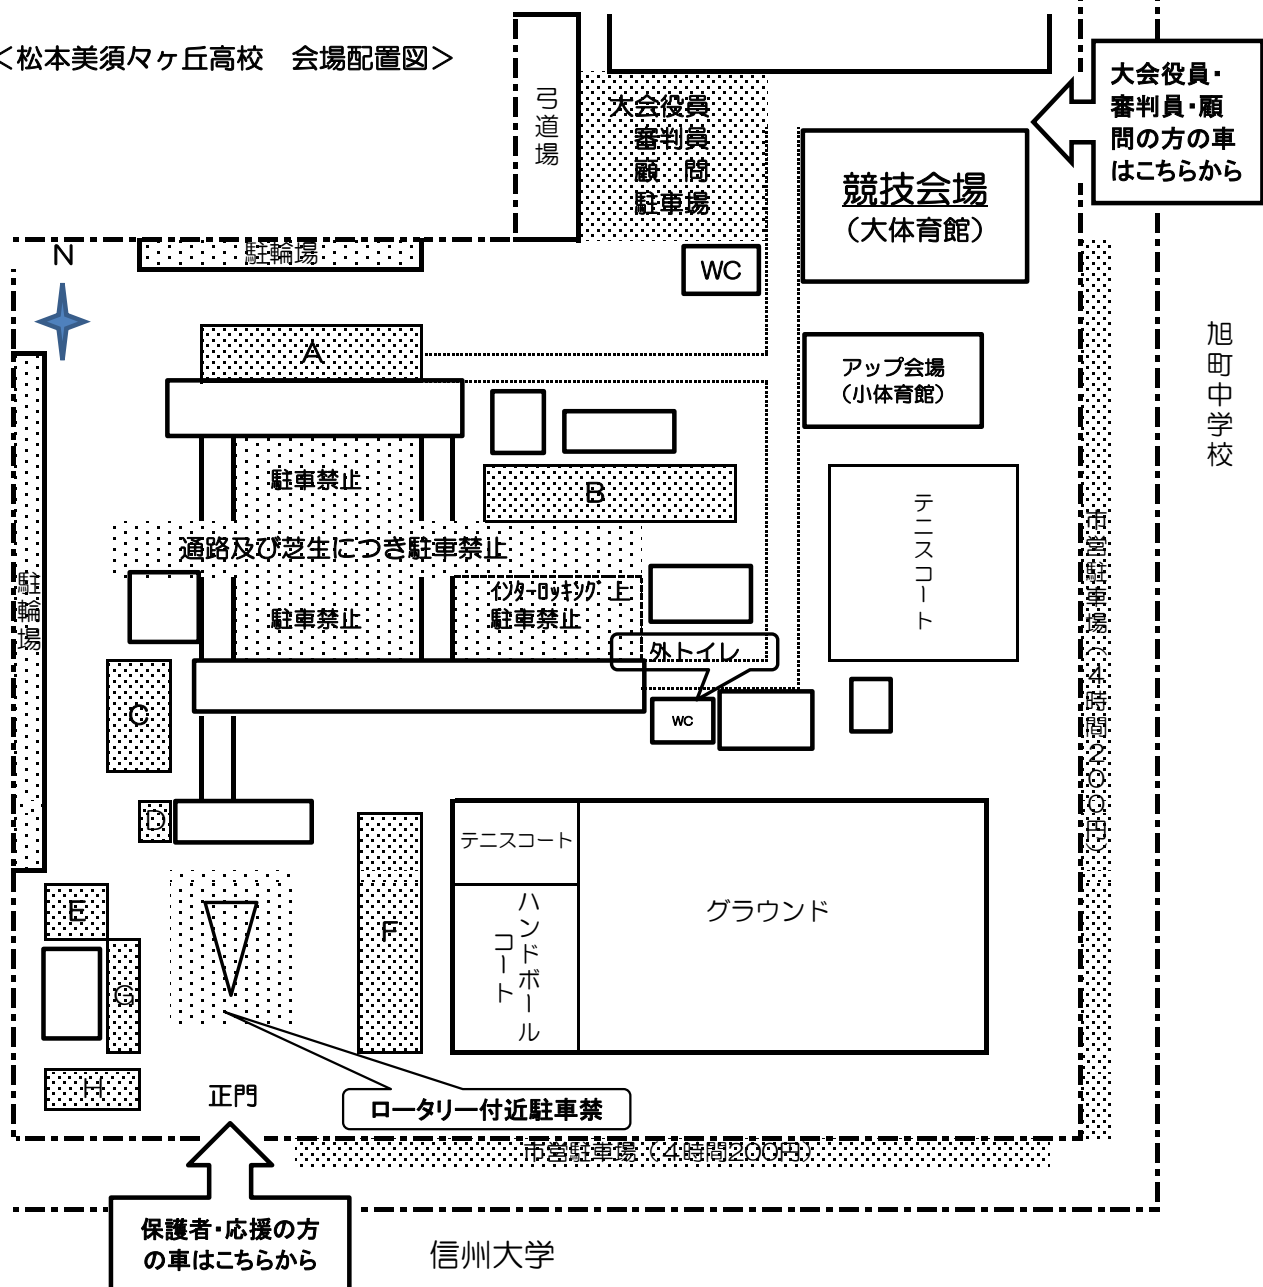 ＜松本美須々ヶ丘高校　会場配置図＞
大会役員・
審判員・顧
問の方の車
はこちらから
弓道場
大会役員
審判員
顧　問
駐車場
競技会場
（大体育館）
駐輪場
N
WC
A
アップ会場
（小体育館）
旭町中学校
駐車禁止
B
テニスコート
通路及び芝生につき駐車禁止
駐輪場
駐車禁止
ｲﾝﾀｰﾛｯｷﾝｸﾞ上
駐車禁止
外トイレ
市営駐車場（４時間２００円）
C
WC
D
テニスコート
E
F
ハンドボール
コート
グラウンド
G
H
正門
ロータリー付近駐車禁
市営駐車場（４時間200円）
保護者・応援の方
の車はこちらから
信州大学